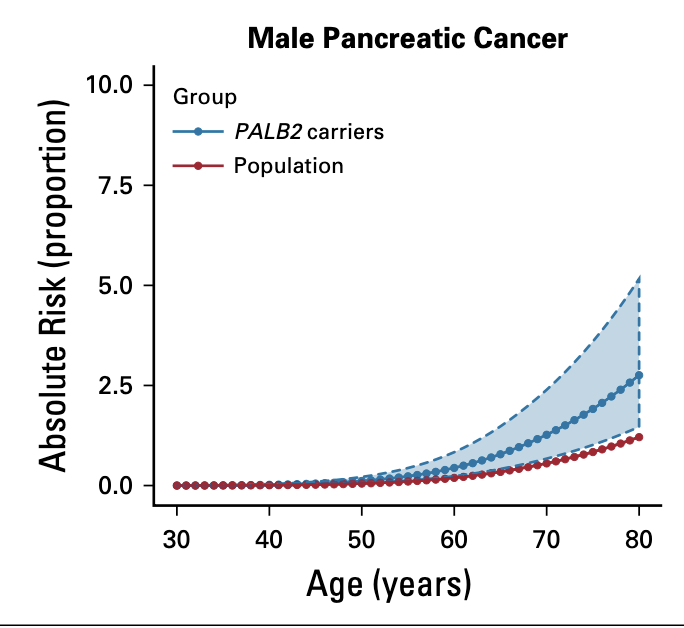 Male Pancreatic Cancer
Absolute Risk (proportion)
10.0
7.5
5.0
2.5
0.0
Group
PALB2 carriers
Population
30 40 50 60 70 80
Age (years)